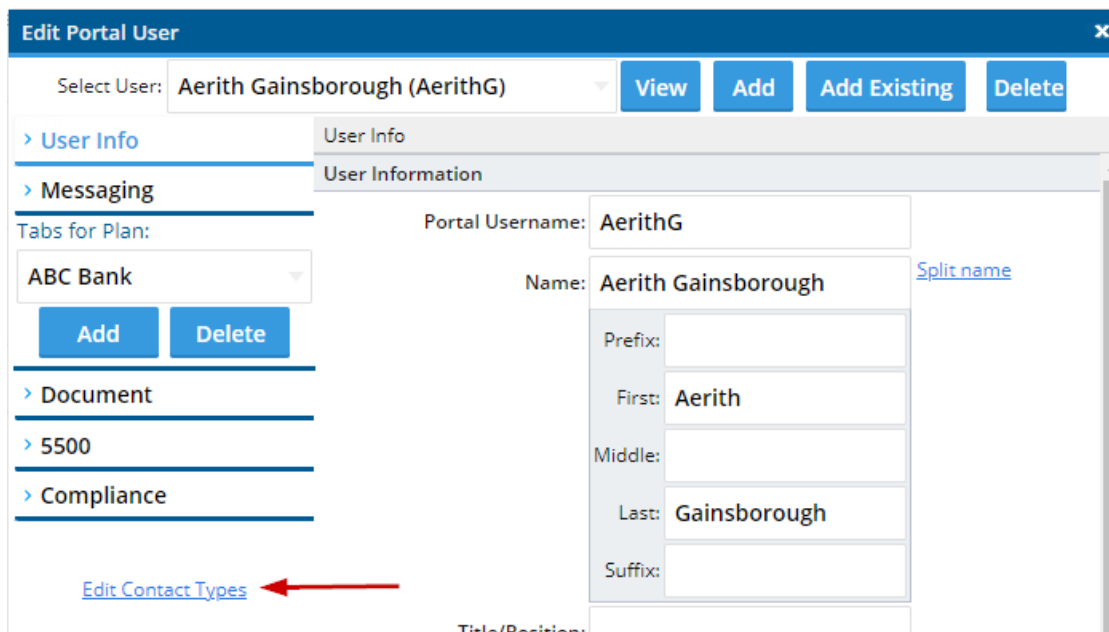 Edit Portal User
Select User: Aerith Gainsborough (AerithG) View Add Add Existing Delete
User Info
Messaging
Tabs for Plan:
ABC Bank
Add Delete
Document
5500
Compliance
Edit Contact Types
User Info
User Information
Portal Username: AerithG
Name: Aerith Gainsborough Split name
Prefix:
First: Aerith
Middle:
Last: Gainsborough
Suffix:
Title/Position: